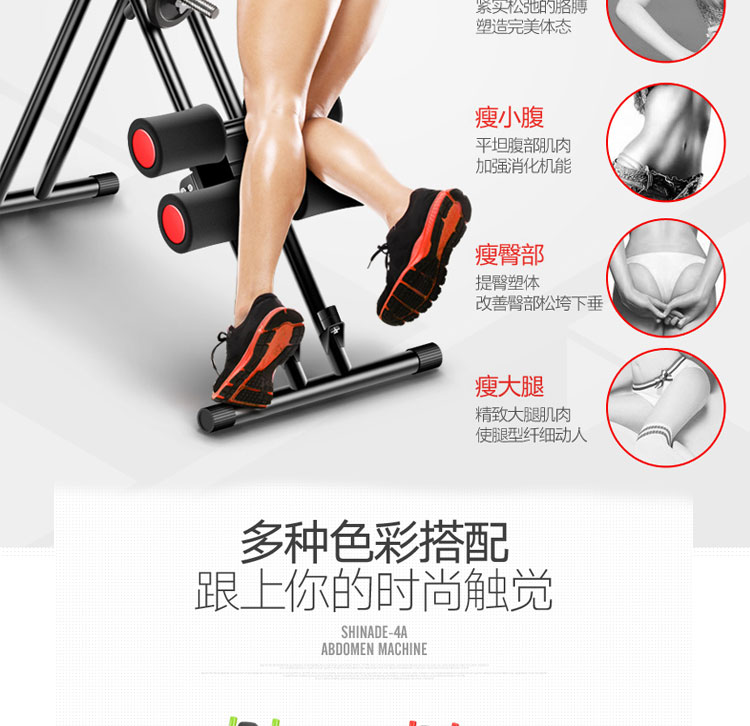 紧实松弛的胳膊
塑造完美体态
瘦小腹
平坦腹部肌肉
加强消化机能
瘦臀部
提臀塑体
改善臀部松垮下垂
瘦大腿
精致大腿肌肉
使腿型纤细动人
多种色彩搭配
跟上你的时尚触觉
SHINADE-4A
ABDOMEN MACHINE